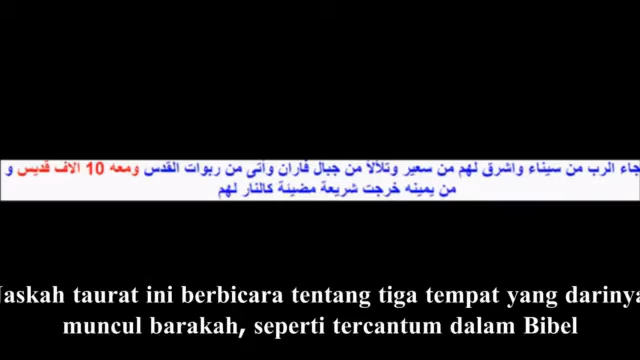 جاء الرب من سيناء واشرق لهم من سعير وتلألأ من جبال فاران وأتى من ربوات القدس ومعه 10 الاف قديس و
من يمينه خرجت شريعة مضيئة كالنار لهم
Naskah taurat ini berbicara tentang tiga tempat yang darinya
muncul barakah, seperti tercantum dalam Bibel